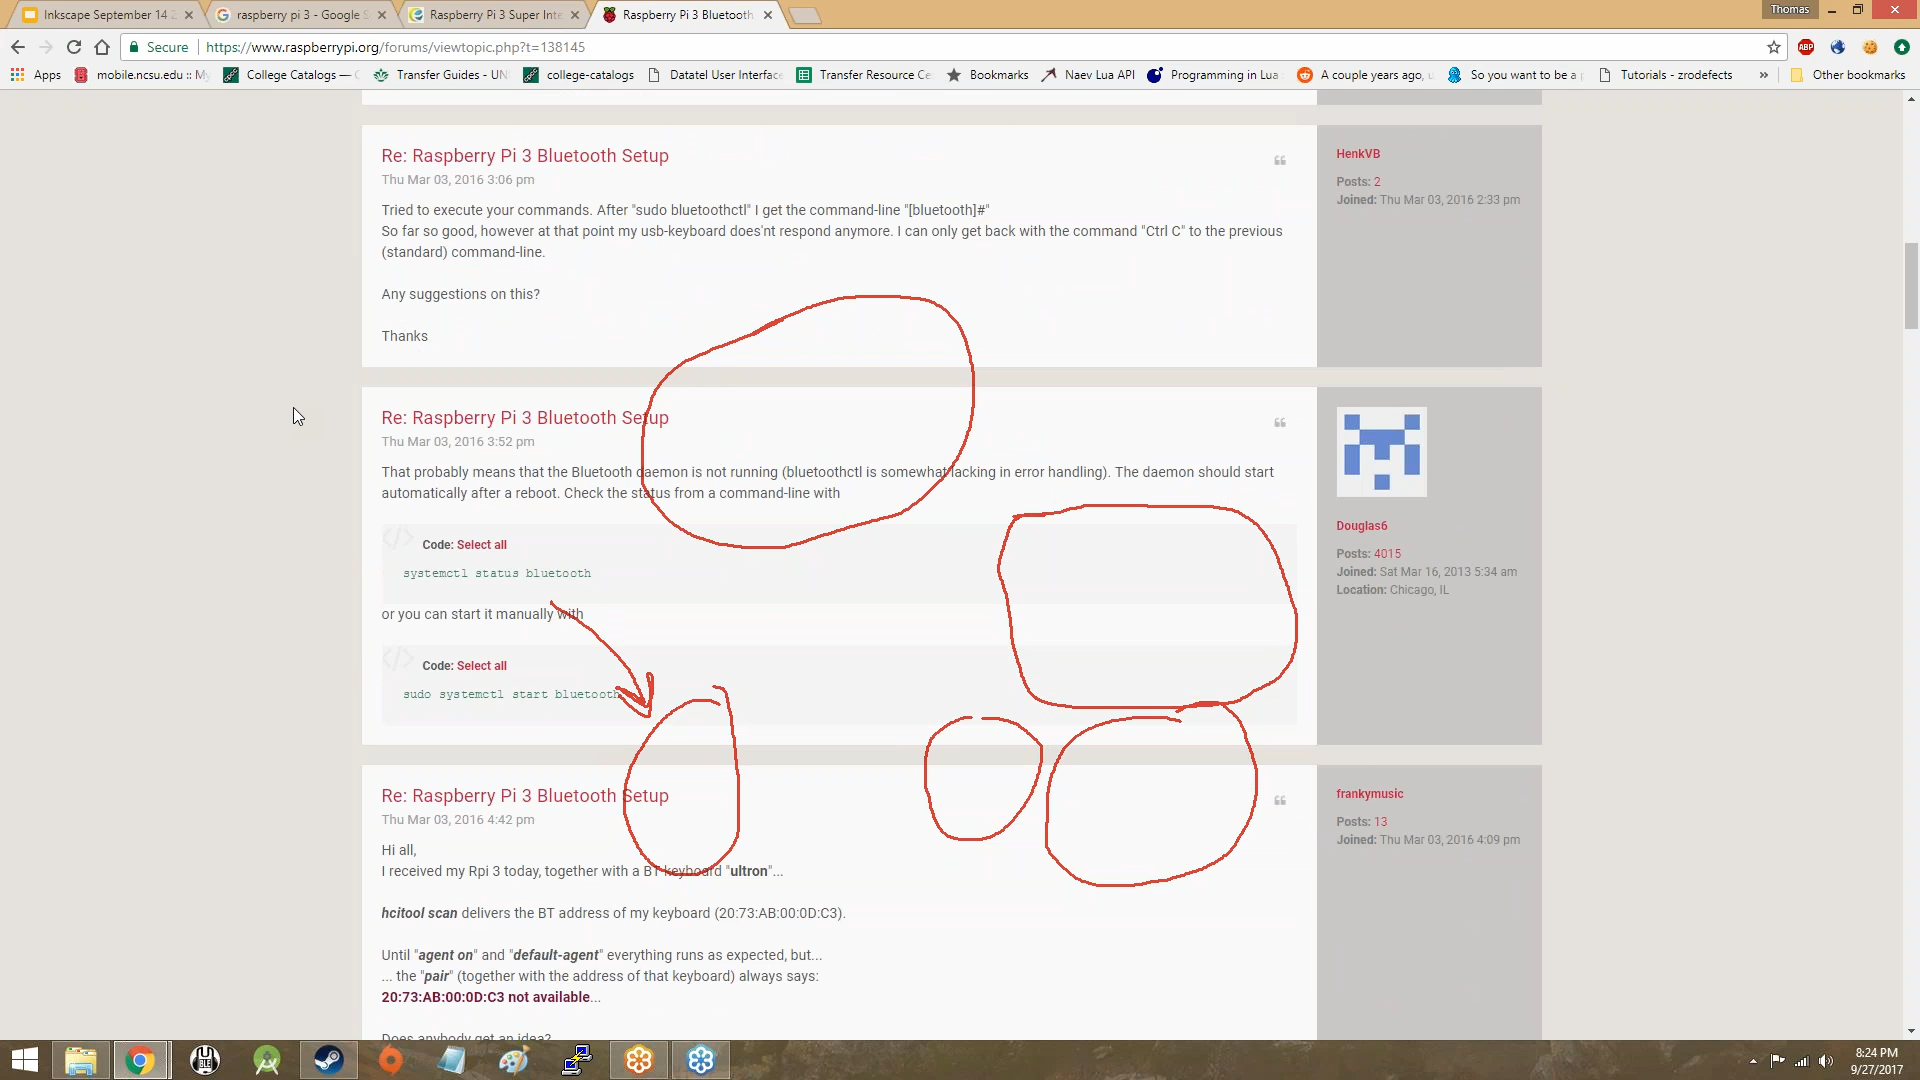 Inkscape September 14 2
raspberry pi 3 - Google S
Raspberry Pi 3 Super Inte
Raspberry Pi 3 Bluetooth
Thomas
Secure
https://www.raspberrypi.org/forums/viewtopic.php?t=138145
ABP
Apps
mobile.ncsu.edu :: My
College Catalogs — C
Transfer Guides - UN
college-catalogs
Datatel User Interface
Transfer Resource Ce
Bookmarks
Naev Lua API
Programming in Lua
A couple years ago, u
So you want to be a p
Tutorials - zrodefects
»
Other bookmarks
Re: Raspberry Pi 3 Bluetooth Setup
Thu Mar 03, 2016 3:06 pm
Tried to execute your commands. After "sudo bluetoothctl" I get the command-line "[bluetooth]#"
So far so good, however at that point my usb-keyboard does'nt respond anymore. I can only get back with the command "Ctrl C" to the previous
(standard) command-line.
Any suggestions on this?
Thanks
HenkVB
Posts: 2
Joined: Thu Mar 03, 2016 2:33 pm
Re: Raspberry Pi 3 Bluetooth Setup
Thu Mar 03, 2016 3:52 pm
That probably means that the Bluetooth daemon is not running (bluetoothctl is somewhat lacking in error handling). The daemon should start
automatically after a reboot. Check the status from a command-line with
Code: Select all
systemctl status bluetooth
or you can start it manually with
Code: Select all
sudo systemctl start bluetooth
Douglas6
Posts: 4015
Joined: Sat Mar 16, 2013 5:34 am
Location: Chicago, IL
Re: Raspberry Pi 3 Bluetooth Setup
Thu Mar 03, 2016 4:42 pm
Hi all,
I received my Rpi 3 today, together with a BT keyboard "ultron"...
hcitool scan delivers the BT address of my keyboard (20:73:AB:00:0D:C3).
Until "agent on" and "default-agent" everything runs as expected, but...
... the "pair" (together with the address of that keyboard) always says:
20:73:AB:00:0D:C3 not available...
Does anybody get an idea?
frankymusic
Posts: 13
Joined: Thu Mar 03, 2016 4:09 pm
8:24 PM
9/27/2017